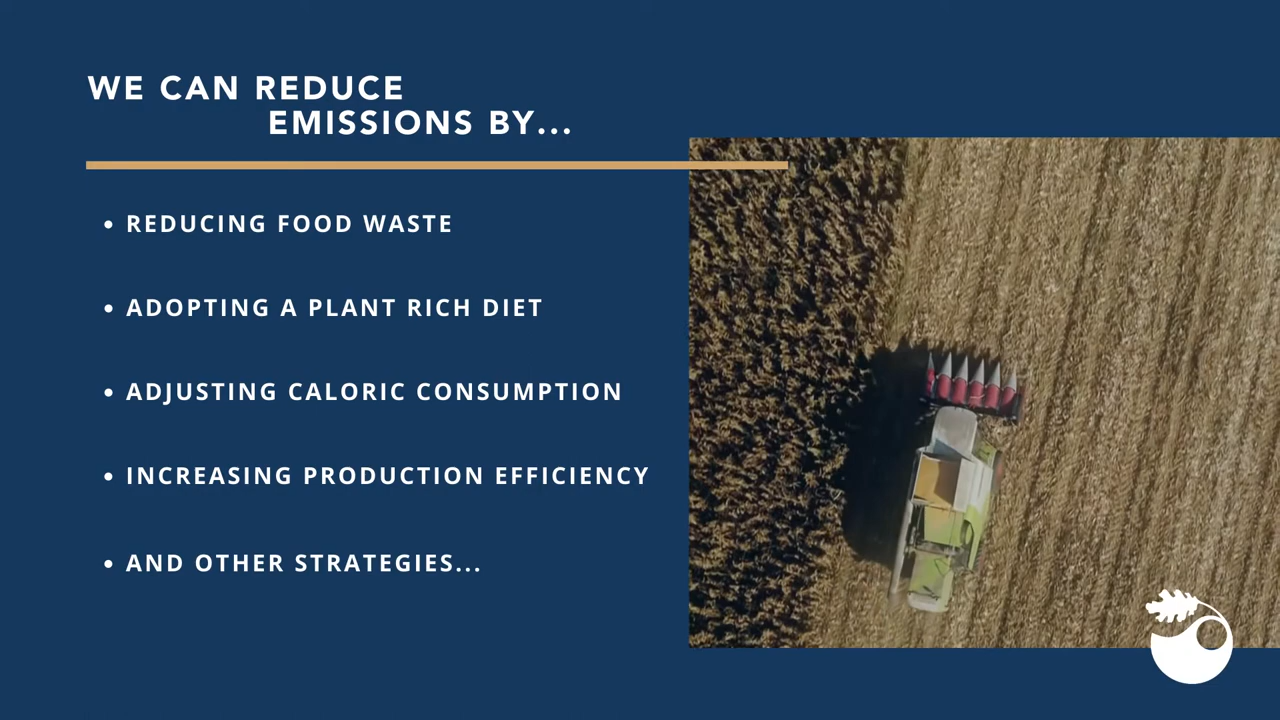 WE CAN REDUCE
EMISSIONS BY...
• REDUCING FOOD WASTE
• ADOPTING A PLANT RICH DIET
• ADJUSTING CALORIC CONSUMPTION
• INCREASING PRODUCTION EFFICIENCY
• AND OTHER STRATEGIES...